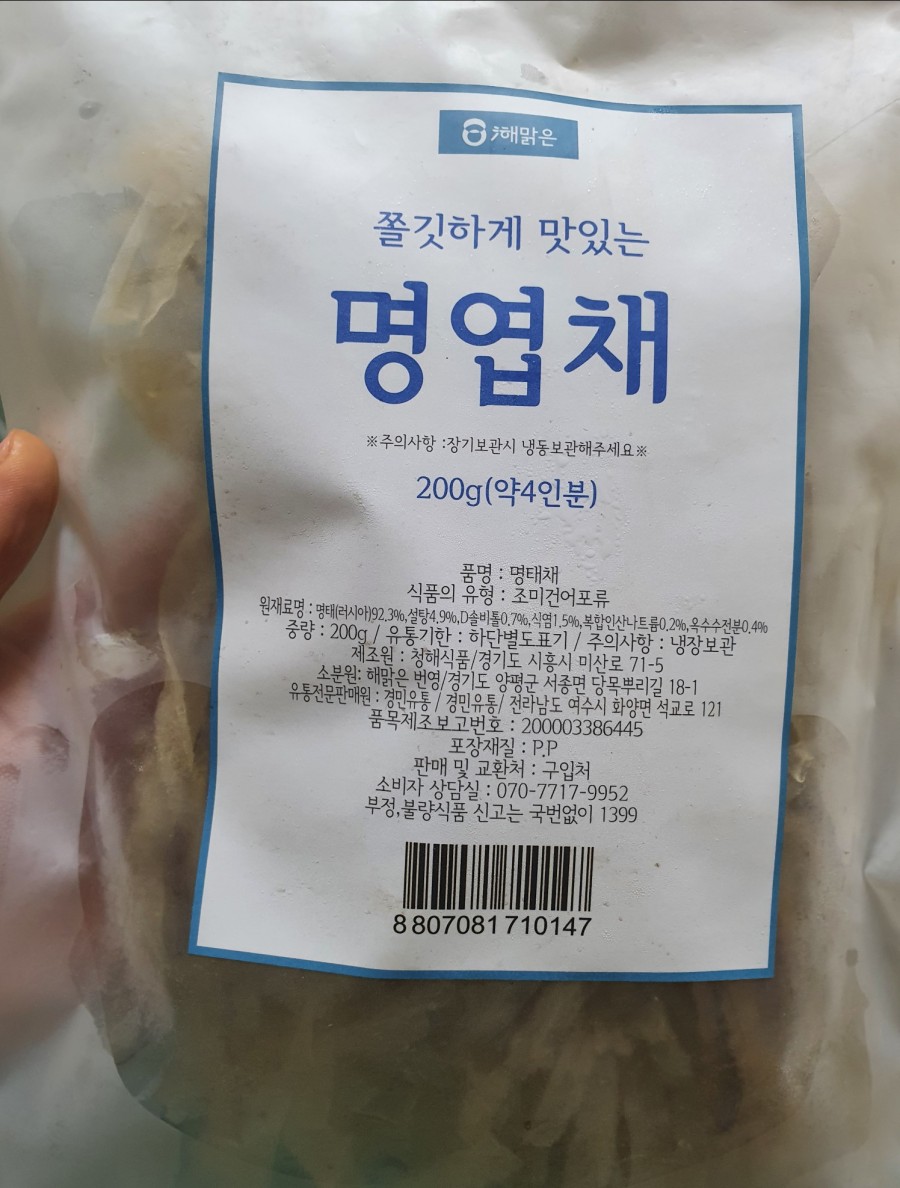 해맑은
쫄깃하게 맛있는
명엽채
※주의사항 :장기보관시 냉동보관해주세요※
200g(약4인분)
품명 : 명태채
식품의 유형 : 조미건어포류
원재료명 : 명태(러시아)92.3%,설탕4.9%,D솔비톨0.7%,식염1.5%,복합인산나트륨0.2%,옥수수전분0.4%
중량 : 200g / 유통기한 : 하단별도표기 / 주의사항 : 냉장보관
제조원 : 청해식품/경기도 시흥시 미산로 71-5
소분원: 해맑은 번영/경기도 양평군 서종면 당목뿌리길 18-1
유통전문판매원 : 경민유통 / 경민유통/ 전라남도 여수시 화양면 석교로 121
품목제조보고번호 : 200003386445
포장재질 : P.P
판매 및 교환처 : 구입처
소비자 상담실 : 070-7717-9952
부정,불량식품 신고는 국번없이 1399
8807081710147